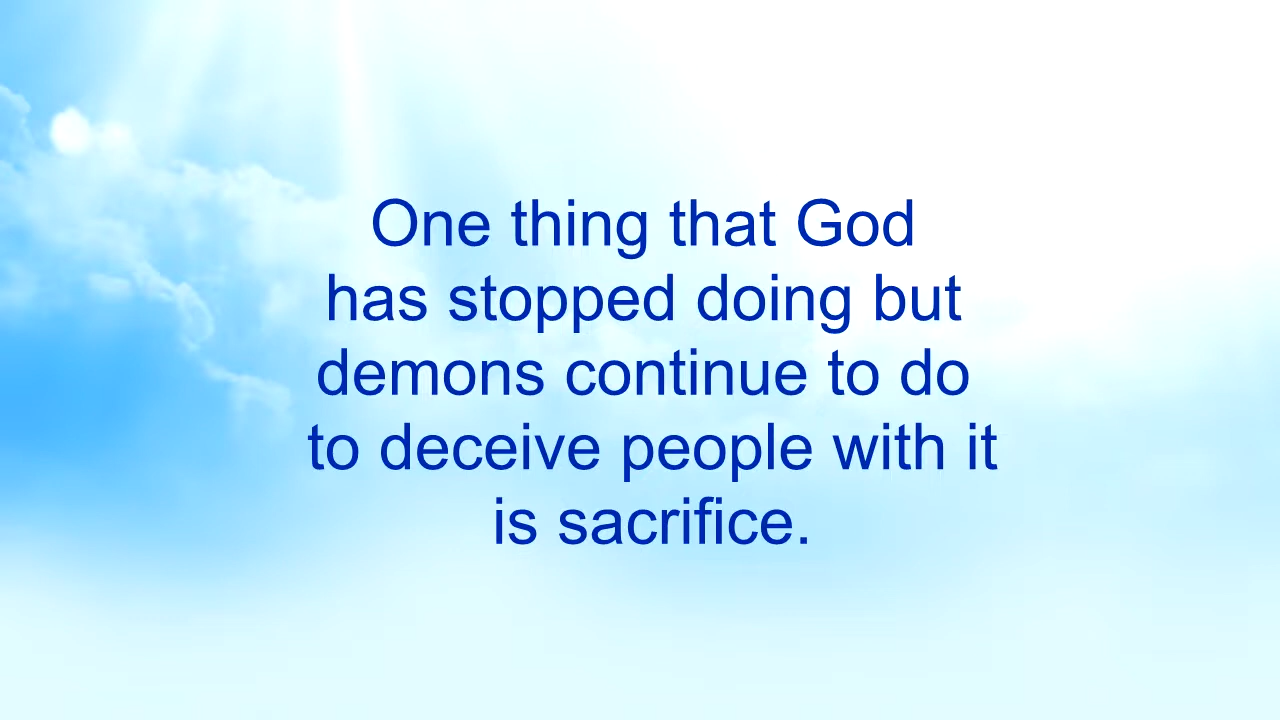 One thing that God
has stopped doing but
demons continue to do
to deceive people with it
is sacrifice.